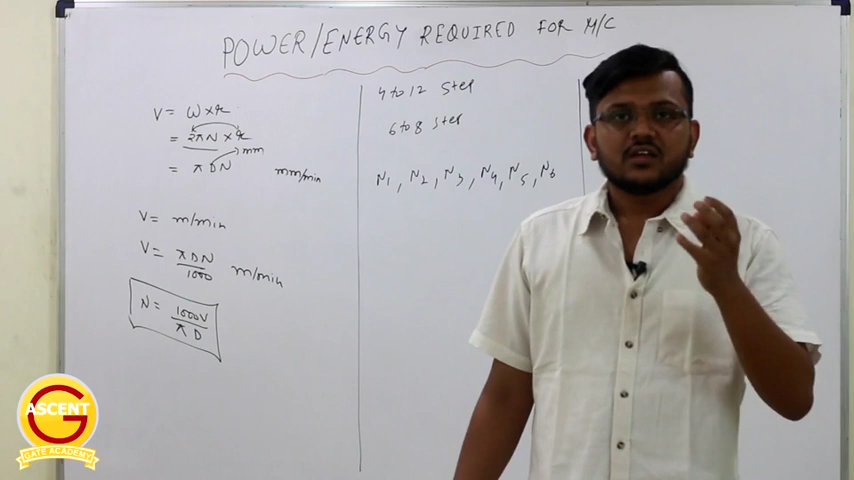 POWER/ENERGY REQUIRED FOR M/C
V = ω × r
= 2πN × r
= πDN mm/min
mm
V = m/min
V = πDN/1000 m/min
N = 1000V/πD
4 to 12 Step
6 to 8 Step
N1, N2, N3, N4, N5, N6
ASCENT
G
GATE ACADEMY